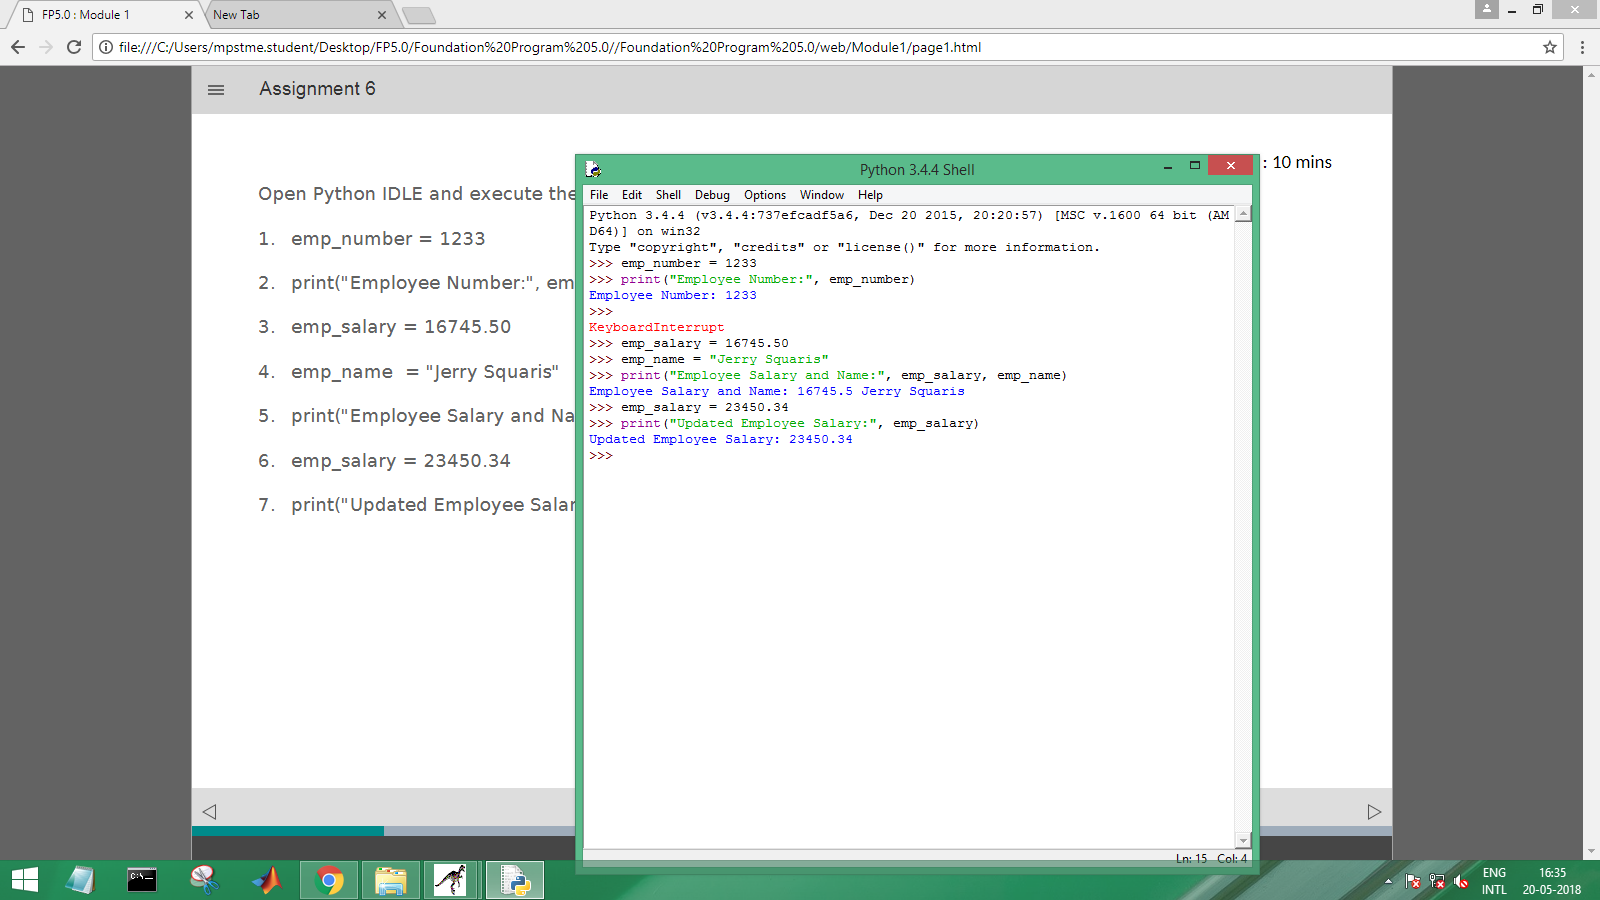 FP5.0 : Module 1
New Tab
file:///C:/Users/mpstme.student/Desktop/FP5.0/Foundation%20Program%205.0//Foundation%20Program%205.0/web/Module1/page1.html
Assignment 6
: 10 mins
Open Python IDLE and execute the
1. emp_number = 1233
2. print("Employee Number:", em
3. emp_salary = 16745.50
4. emp_name  = "Jerry Squaris"
5. print("Employee Salary and Na
6. emp_salary = 23450.34
7. print("Updated Employee Salar
Python 3.4.4 Shell
File Edit Shell Debug Options Window Help
Python 3.4.4 (v3.4.4:737efcadf5a6, Dec 20 2015, 20:20:57) [MSC v.1600 64 bit (AM
D64)] on win32
Type "copyright", "credits" or "license()" for more information.
>>> emp_number = 1233
>>> print("Employee Number:", emp_number)
Employee Number: 1233
>>>
KeyboardInterrupt
>>> emp_salary = 16745.50
>>> emp_name = "Jerry Squaris"
>>> print("Employee Salary and Name:", emp_salary, emp_name)
Employee Salary and Name: 16745.5 Jerry Squaris
>>> emp_salary = 23450.34
>>> print("Updated Employee Salary:", emp_salary)
Updated Employee Salary: 23450.34
>>>
Ln: 15 Col: 4
C:\_
ENG
INTL
16:35
20-05-2018